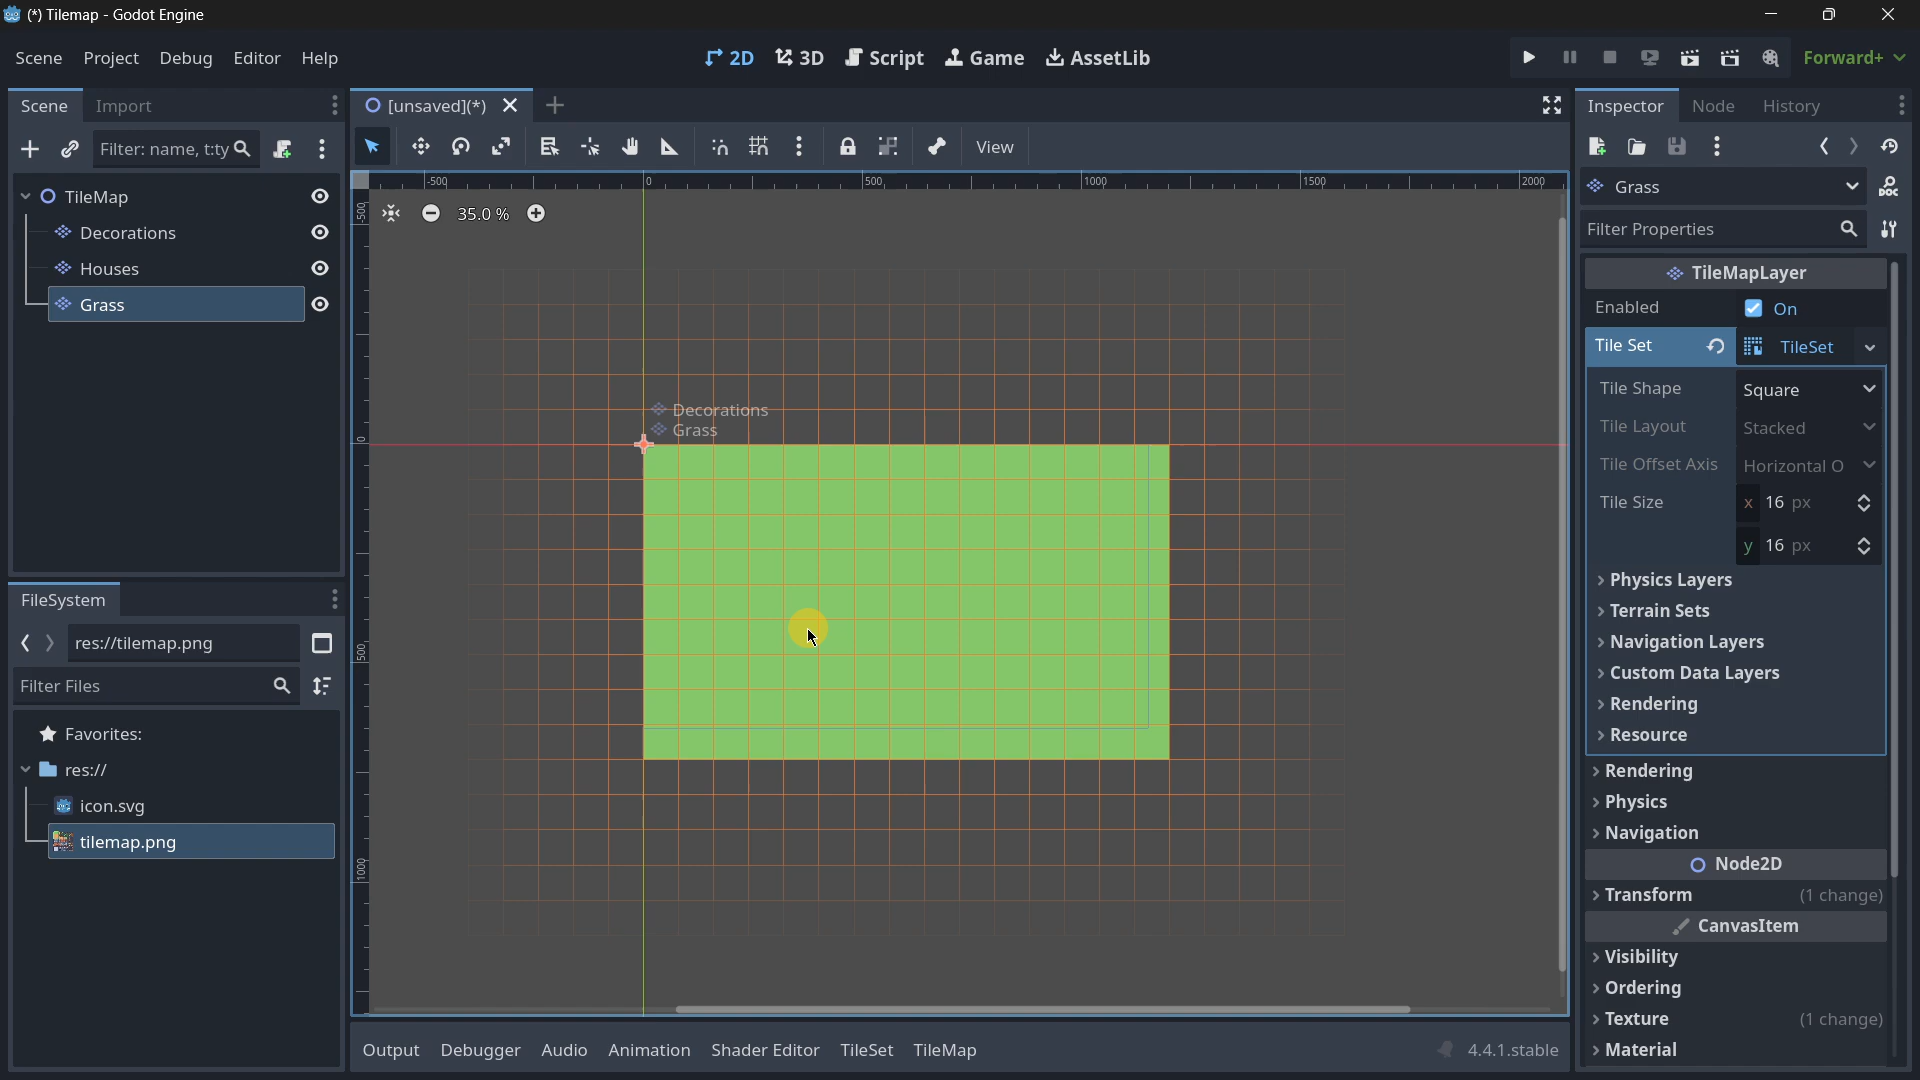 (*) Tilemap - Godot Engine
Scene Project Debug Editor Help
2D 3D Script Game AssetLib
Forward+
Scene Import
[unsaved](*)
Inspector Node History
Filter: name, t:ty
View
TileMap
Decorations
Houses
Grass
-500 0 500 1000 1500 2000
-500
0
500
1000
35.0 %
Decorations
Grass
Grass
Filter Properties
TileMapLayer
Enabled On
Tile Set TileSet
Tile Shape Square
Tile Layout Stacked
Tile Offset Axis Horizontal O
Tile Size x 16 px
y 16 px
Physics Layers
Terrain Sets
Navigation Layers
Custom Data Layers
Rendering
Resource
Rendering
Physics
Navigation
Node2D
Transform (1 change)
CanvasItem
Visibility
Ordering
Texture (1 change)
Material
FileSystem
res://tilemap.png
Filter Files
Favorites:
res://
icon.svg
tilemap.png
Output Debugger Audio Animation Shader Editor TileSet TileMap
4.4.1.stable